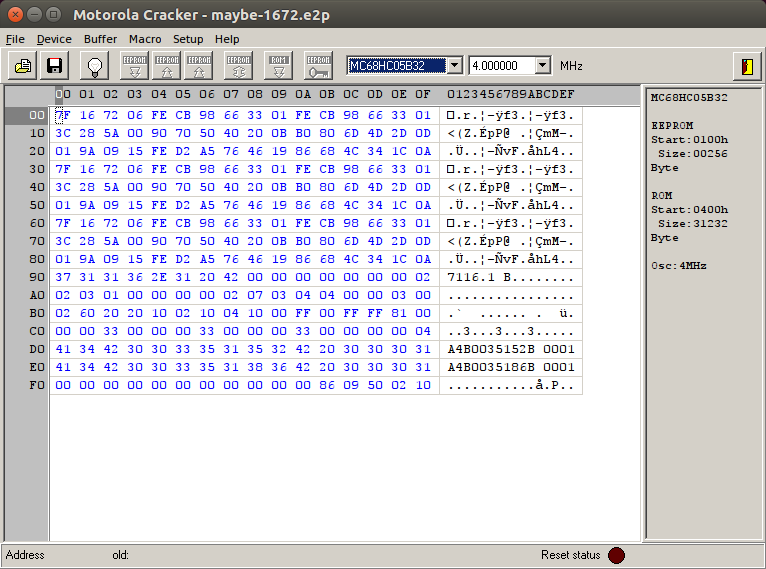 Motorola Cracker - maybe-1672.e2p
File Device Buffer Macro Setup Help
EEPROM EEPROM EEPROM EEPROM ROM EEPROM MC68HC05B32 4.000000 MHz
00 01 02 03 04 05 06 07 08 09 0A 0B 0C 0D 0E 0F 0123456789ABCDEF
00 7F 16 72 06 FE CB 98 66 33 01 FE CB 98 66 33 01 □.r.¦-ÿf3.¦-ÿf3.
10 3C 28 5A 00 90 70 50 40 20 0B B0 80 6D 4D 2D 0D <(Z.ÉpP@ .¦ÇmM-.
20 01 9A 09 15 FE D2 A5 76 46 19 86 68 4C 34 1C 0A .Ü..¦-ÑvF.åhL4..
30 7F 16 72 06 FE CB 98 66 33 01 FE CB 98 66 33 01 □.r.¦-ÿf3.¦-ÿf3.
40 3C 28 5A 00 90 70 50 40 20 0B B0 80 6D 4D 2D 0D <(Z.ÉpP@ .¦ÇmM-.
50 01 9A 09 15 FE D2 A5 76 46 19 86 68 4C 34 1C 0A .Ü..¦-ÑvF.åhL4..
60 7F 16 72 06 FE CB 98 66 33 01 FE CB 98 66 33 01 □.r.¦-ÿf3.¦-ÿf3.
70 3C 28 5A 00 90 70 50 40 20 0B B0 80 6D 4D 2D 0D <(Z.ÉpP@ .¦ÇmM-.
80 01 9A 09 15 FE D2 A5 76 46 19 86 68 4C 34 1C 0A .Ü..¦-ÑvF.åhL4..
90 37 31 31 36 2E 31 20 42 00 00 00 00 00 00 00 02 7116.1 B........
A0 02 03 01 00 00 00 00 02 07 03 04 04 00 00 03 00 ................
B0 02 60 20 20 10 02 10 04 10 00 FF 00 FF FF 81 00 .`  ...... .  ü.
C0 00 00 33 00 00 00 33 00 00 00 33 00 00 00 00 04 ..3...3...3.....
D0 41 34 42 30 30 33 35 31 35 32 42 20 30 30 30 31 A4B0035152B 0001
E0 41 34 42 30 30 33 35 31 38 36 42 20 30 30 30 31 A4B0035186B 0001
F0 00 00 00 00 00 00 00 00 00 00 00 86 09 50 02 10 ...........å.P..
MC68HC05B32
EEPROM
Start:0100h
Size:00256
Byte
ROM
Start:0400h
Size:31232
Byte
Osc:4MHz
Address old: Reset status